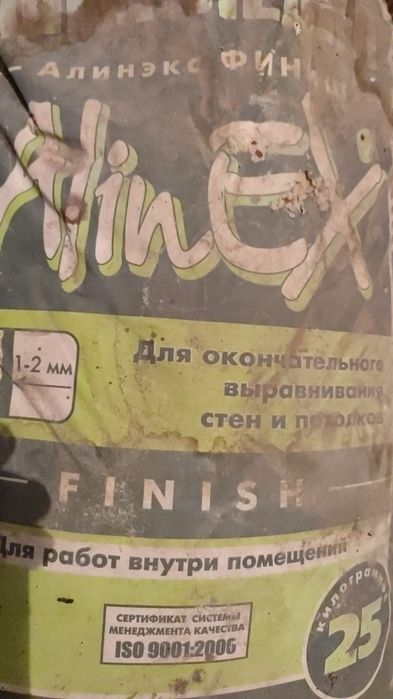 АЛИНЭКС ФИНИШ
AlinEX
1-2 мм
Для окончательного
выравнивания
стен и потолков
FINISH
Для работ внутри помещений
СЕРТИФИКАТ СИСТЕМЫ
МЕНЕДЖМЕНТА КАЧЕСТВА
ISO 9001:2000
килограмм
25